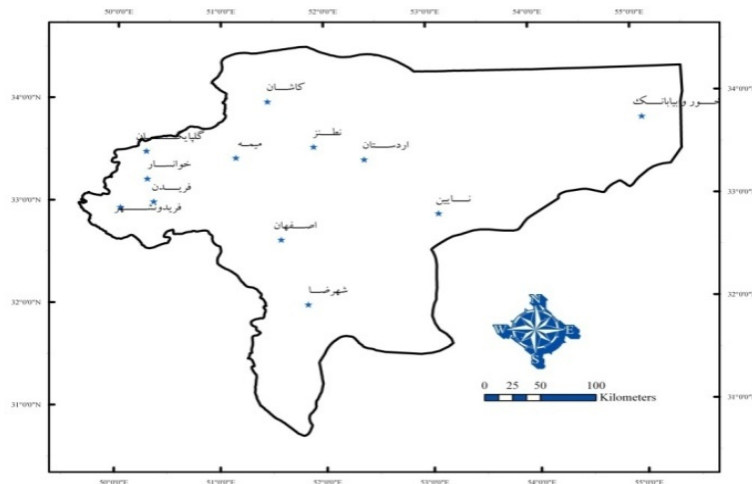 50°0'0"E 51°0'0"E 52°0'0"E 53°0'0"E 54°0'0"E 55°0'0"E
34°0'0"N
34°0'0"N
کاشان
خور و بیابانک
گلپایگان
میمه
نطنز
اردستان
خوانسار
33°0'0"N
33°0'0"N
فریدن
فریدونشهر
نایین
اصفهان
32°0'0"N
32°0'0"N
شهرضا
N
W E
S
0 25 50 100
Kilometers
31°0'0"N
31°0'0"N
50°0'0"E 51°0'0"E 52°0'0"E 53°0'0"E 54°0'0"E 55°0'0"E